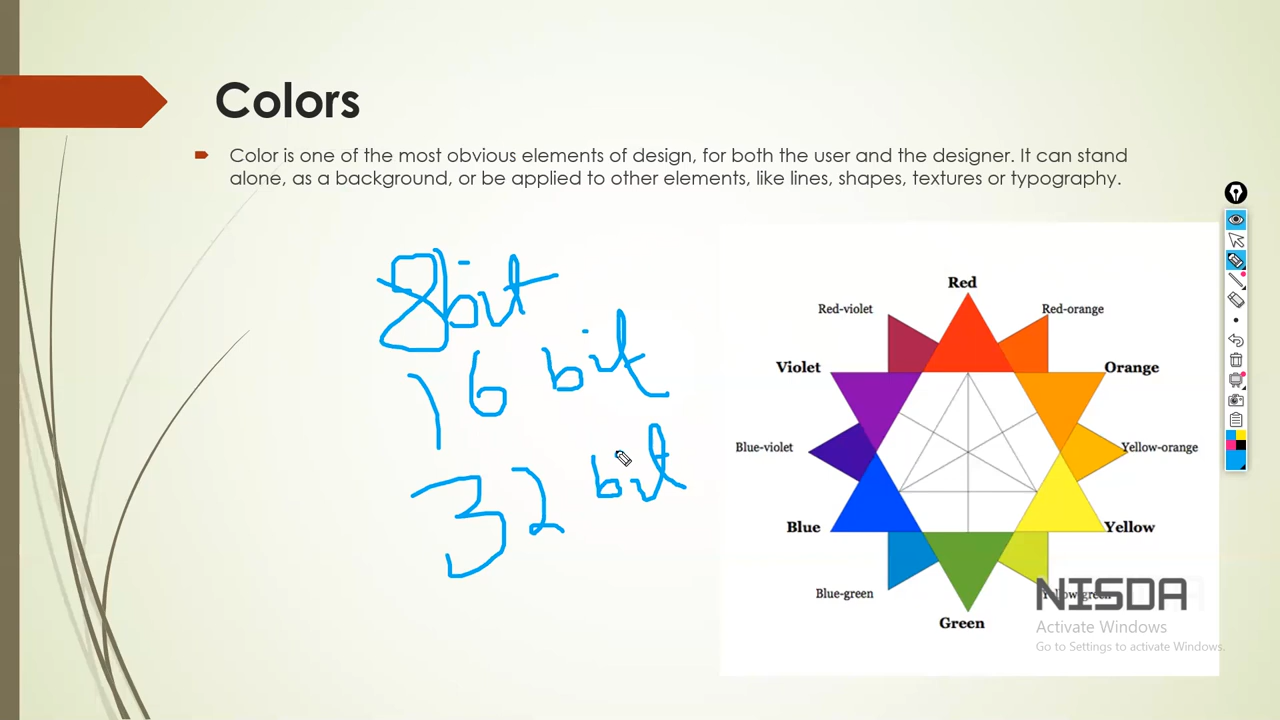 Colors
Color is one of the most obvious elements of design, for both the user and the designer. It can stand
alone, as a background, or be applied to other elements, like lines, shapes, textures or typography.
8bit
16 bit
32 bit
Red
Red-violet
Red-orange
Violet
Orange
Blue-violet
Yellow-orange
Blue
Yellow
Blue-green
Yellow-green
Green
NISDA
Activate Windows
Go to Settings to activate Windows.